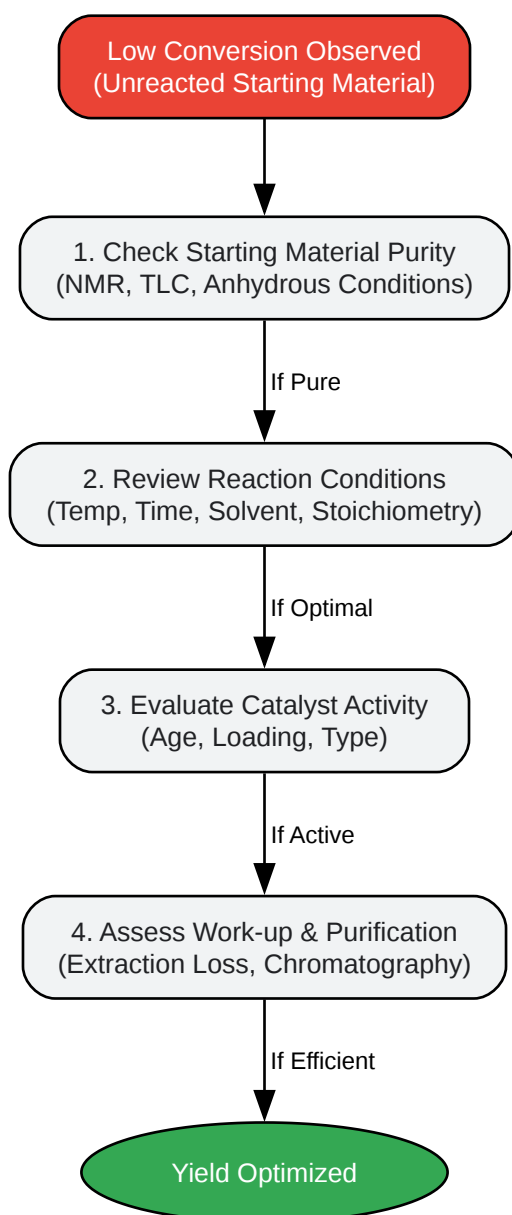 Low Conversion Observed
(Unreacted Starting Material)
1. Check Starting Material Purity
(NMR, TLC, Anhydrous Conditions)
If Pure
2. Review Reaction Conditions
(Temp, Time, Solvent, Stoichiometry)
If Optimal
3. Evaluate Catalyst Activity
(Age, Loading, Type)
If Active
4. Assess Work-up & Purification
(Extraction Loss, Chromatography)
If Efficient
Yield Optimized